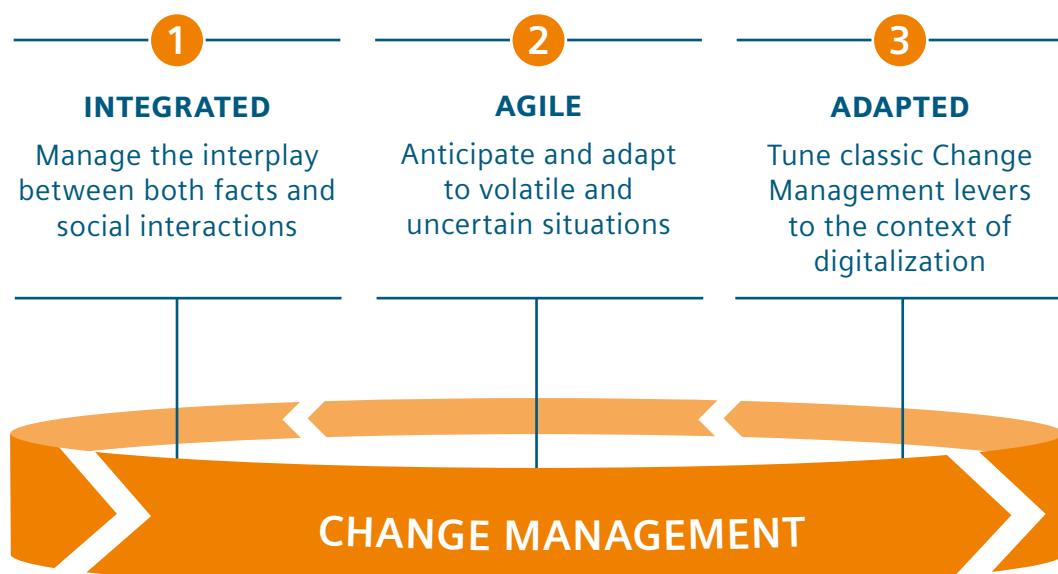 1
INTEGRATED
Manage the interplay
between both facts and
social interactions
2
AGILE
Anticipate and adapt
to volatile and
uncertain situations
3
ADAPTED
Tune classic Change
Management levers
to the context of
digitalization
CHANGE MANAGEMENT